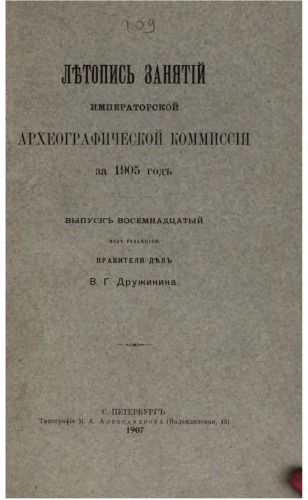 109
ЛѢТОПИСЬ ЗАНЯТІЙ
ИМПЕРАТОРСКОЙ
АРХЕОГРАФИЧЕСКОЙ КОММИССІИ
за 1905 годъ
ВЫПУСКЪ ВОСЕМНАДЦАТЫЙ
ПОДЪ РЕДАКЦІЕЮ
ПРАВИТЕЛЯ ДѢЛЪ
В. Г. Дружинина.
С.-ПЕТЕРБУРГЪ
Типографія М. А. Александрова (Надеждинская, 43)
1907